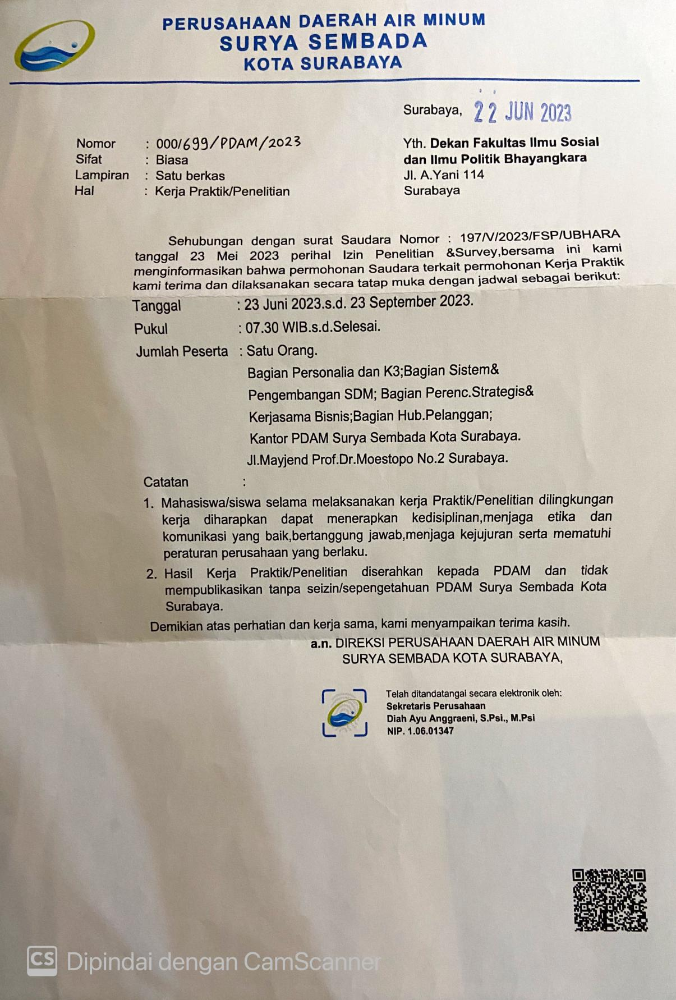 PERUSAHAAN DAERAH AIR MINUM
SURYA SEMBADA
KOTA SURABAYA
Surabaya, 22 JUN 2023
Nomor : 000/699/PDAM/2023
Sifat : Biasa
Lampiran : Satu berkas
Hal : Kerja Praktik/Penelitian
Yth. Dekan Fakultas Ilmu Sosial
dan Ilmu Politik Bhayangkara
Jl. A.Yani 114
Surabaya
Sehubungan dengan surat Saudara Nomor : 197/V/2023/FSP/UBHARA
tanggal 23 Mei 2023 perihal Izin Penelitian &Survey,bersama ini kami
menginformasikan bahwa permohonan Saudara terkait permohonan Kerja Praktik
kami terima dan dilaksanakan secara tatap muka dengan jadwal sebagai berikut:
Tanggal : 23 Juni 2023.s.d. 23 September 2023.
Pukul : 07.30 WIB.s.d.Selesai.
Jumlah Peserta : Satu Orang.
Bagian Personalia dan K3;Bagian Sistem&
Pengembangan SDM; Bagian Perenc.Strategis&
Kerjasama Bisnis;Bagian Hub.Pelanggan;
Kantor PDAM Surya Sembada Kota Surabaya.
Jl.Mayjend Prof.Dr.Moestopo No.2 Surabaya.
Catatan :
1. Mahasiswa/siswa selama melaksanakan kerja Praktik/Penelitian dilingkungan
kerja diharapkan dapat menerapkan kedisiplinan,menjaga etika dan
komunikasi yang baik,bertanggung jawab,menjaga kejujuran serta mematuhi
peraturan perusahaan yang berlaku.
2. Hasil Kerja Praktik/Penelitian diserahkan kepada PDAM dan tidak
mempublikasikan tanpa seizin/sepengetahuan PDAM Surya Sembada Kota
Surabaya.
Demikian atas perhatian dan kerja sama, kami menyampaikan terima kasih.
a.n. DIREKSI PERUSAHAAN DAERAH AIR MINUM
SURYA SEMBADA KOTA SURABAYA,
Telah ditandatangai secara elektronik oleh:
Sekretaris Perusahaan
Diah Ayu Anggraeni, S.Psi., M.Psi
NIP. 1.06.01347
CS Dipindai dengan CamScanner